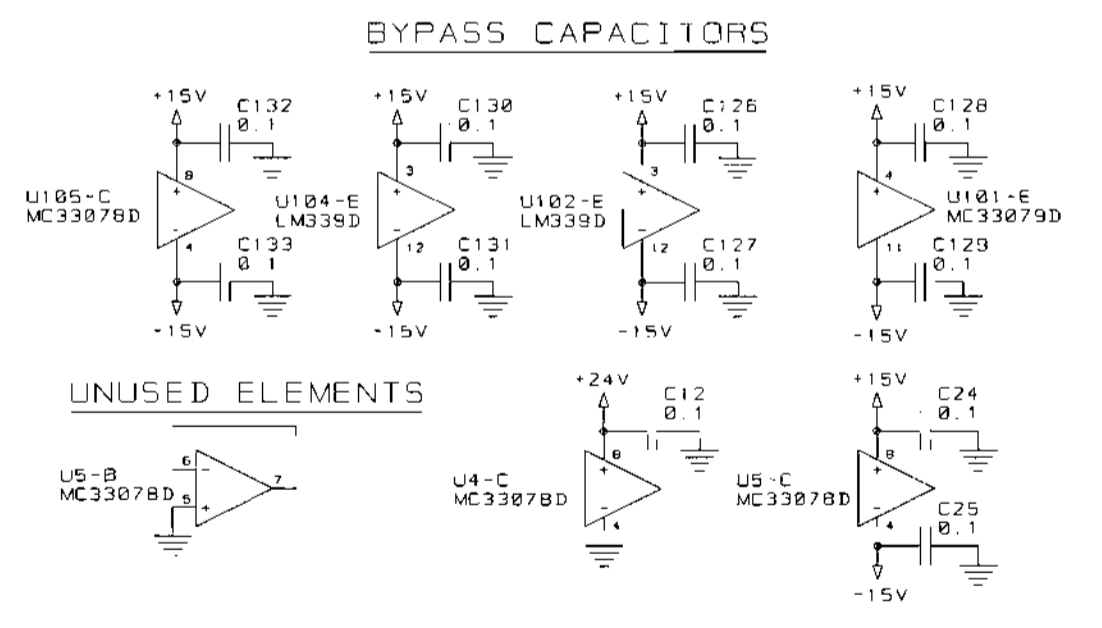 BYPASS CAPACITORS
+15V
C132
0.1
8
+
U105-C
MC33078D
-
4
C133
0.1
-15V
+15V
C130
0.1
3
+
U104-E
LM339D
-
12
C131
0.1
-15V
+15V
C126
0.1
3
+
U102-E
LM339D
-
12
C127
0.1
-15V
+15V
C128
0.1
4
+
U101-E
MC33079D
-
11
C129
0.1
-15V
UNUSED ELEMENTS
U5-B
MC33078D
6
-
5
+
7
+24V
C12
0.1
8
+
U4-C
MC33078D
-
4
+15V
C24
0.1
8
+
U5-C
MC33078D
-
4
C25
0.1
-15V